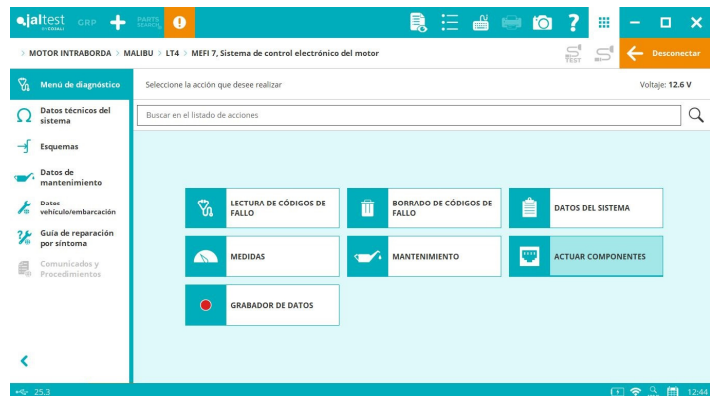 jaltest GRP PARTS SEARCH
BY COJALI
> MOTOR INTRABORDA > MALIBU > LT4 > MEFI 7, Sistema de control electrónico del motor
TEST
Desconectar
Menú de diagnóstico
Seleccione la acción que desee realizar
Voltaje: 12.6 V
Datos técnicos del
sistema
Buscar en el listado de acciones
Esquemas
Datos de
mantenimiento
Datos
vehículo/embarcación
Guía de reparación
por síntoma
Comunicados y
Procedimientos
LECTURA DE CÓDIGOS DE
FALLO
BORRADO DE CÓDIGOS DE
FALLO
DATOS DEL SISTEMA
MEDIDAS
MANTENIMIENTO
ACTUAR COMPONENTES
GRABADOR DE DATOS
25.3
12:44